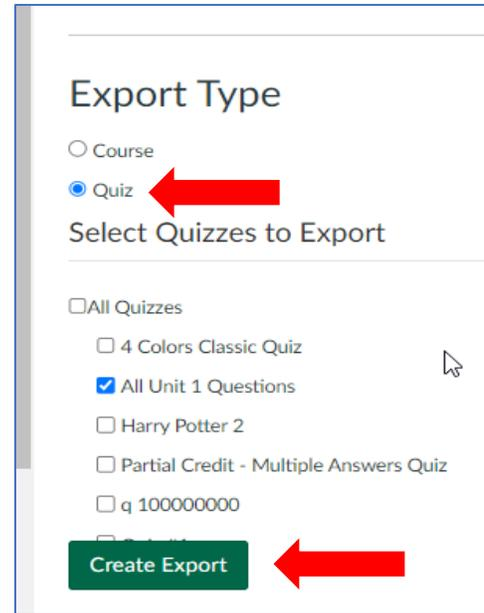 Export Type
Course
Quiz
Select Quizzes to Export
All Quizzes
4 Colors Classic Quiz
All Unit 1 Questions
Harry Potter 2
Partial Credit - Multiple Answers Quiz
q 100000000
Create Export